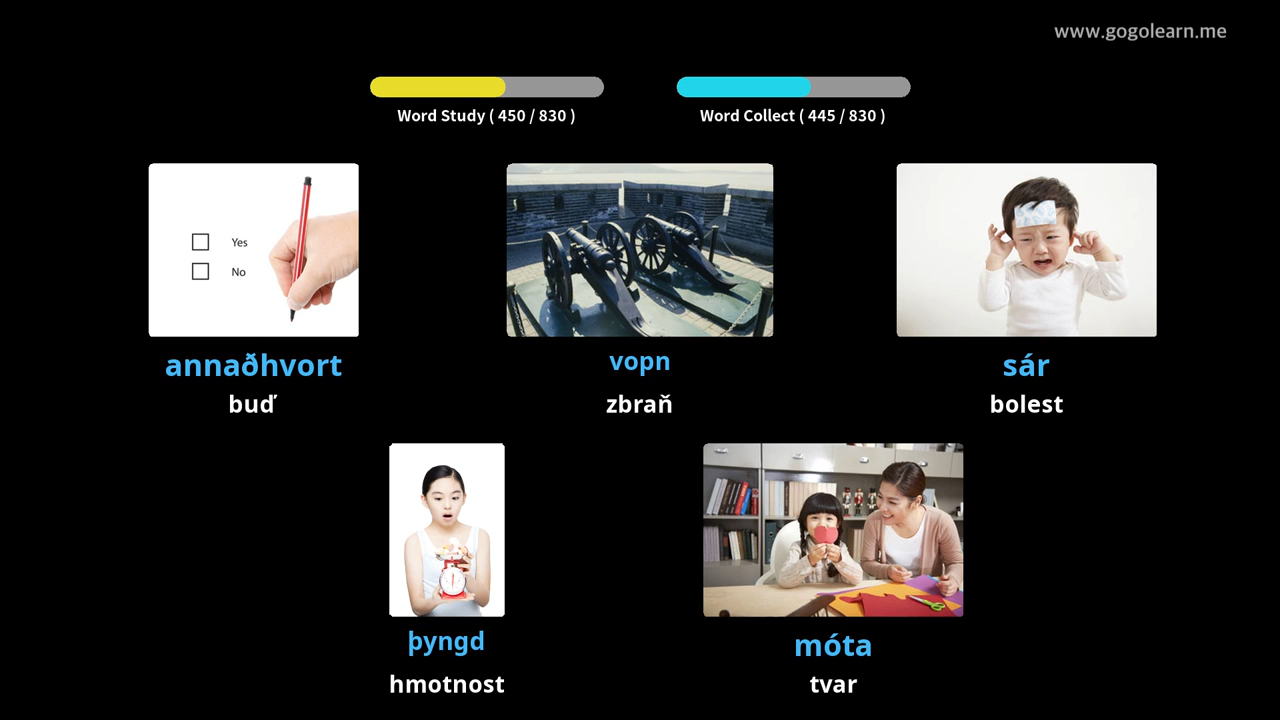 www.gogolearn.me
Word Study ( 450 / 830 )
Word Collect ( 445 / 830 )
Yes
No
annaðhvort
buď
vopn
zbraň
sár
bolest
þyngd
hmotnost
móta
tvar